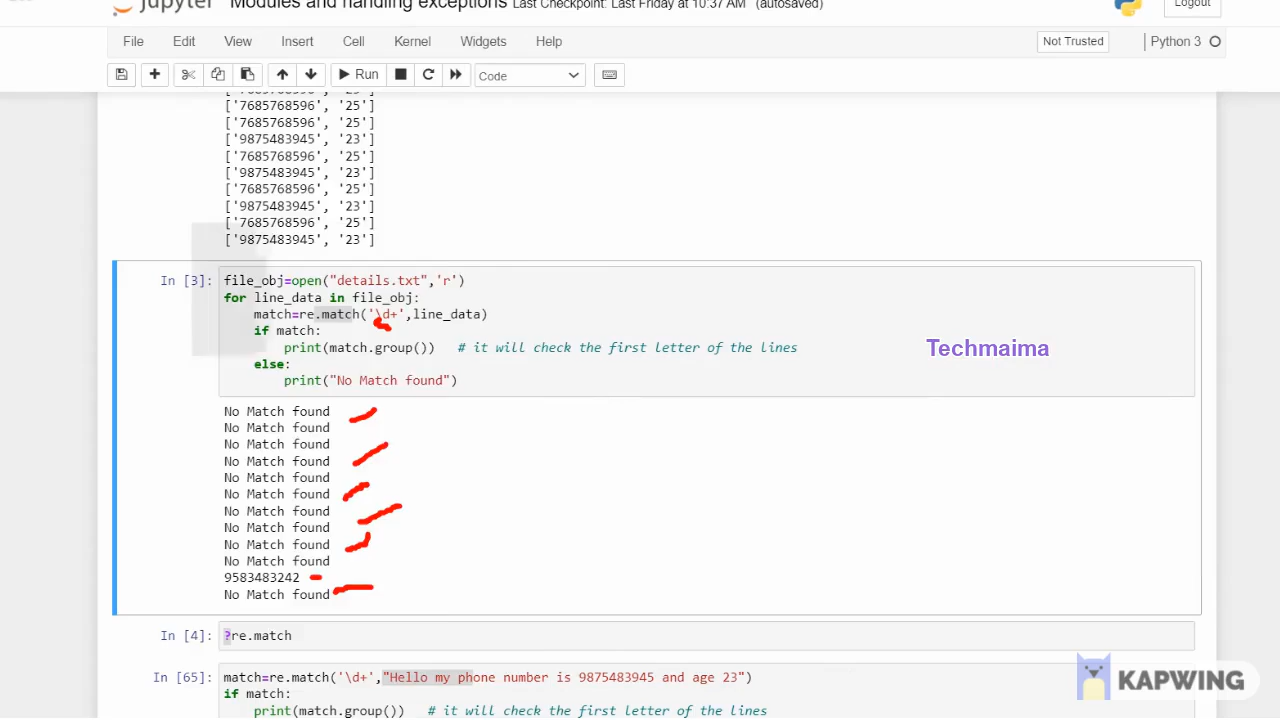 jupyter Modules and handling exceptions Last Checkpoint: Last Friday at 10:37 AM (autosaved) Logout
File Edit View Insert Cell Kernel Widgets Help Not Trusted Python 3
Run Code
['7685768596', '25']
['7685768596', '25']
['9875483945', '23']
['7685768596', '25']
['9875483945', '23']
['7685768596', '25']
['9875483945', '23']
['7685768596', '25']
['9875483945', '23']
In [3]: file_obj=open("details.txt",'r')
for line_data in file_obj:
match=re.match('\d+',line_data)
if match:
print(match.group()) # it will check the first letter of the lines
else:
print("No Match found")
Techmaima
No Match found
No Match found
No Match found
No Match found
No Match found
No Match found
No Match found
No Match found
No Match found
No Match found
9583483242
No Match found
In [4]: ?re.match
In [65]: match=re.match('\d+',"Hello my phone number is 9875483945 and age 23")
if match:
print(match.group()) # it will check the first letter of the lines
KAPWING